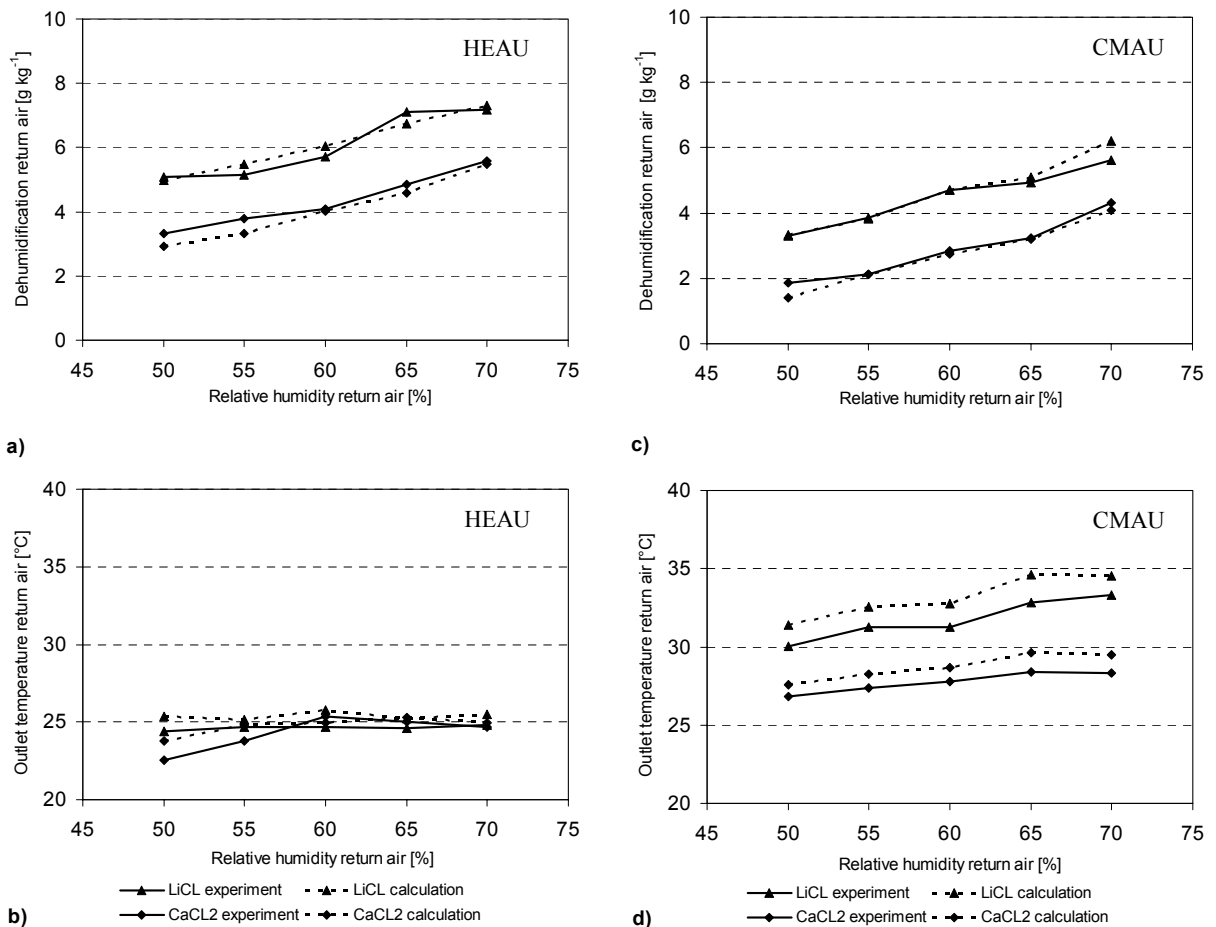 HEAU
Dehumidification return air [g kg⁻¹]
10
8
6
4
2
0
45 50 55 60 65 70 75
Relative humidity return air [%]
a)
CMAU
Dehumidification return air [g kg⁻¹]
10
8
6
4
2
0
45 50 55 60 65 70 75
Relative humidity return air [%]
c)
HEAU
Outlet temperature return air [°C]
40
35
30
25
20
45 50 55 60 65 70 75
Relative humidity return air [%]
LiCL experiment LiCL calculation
CaCL2 experiment CaCL2 calculation
b)
CMAU
Outlet temperature return air [°C]
40
35
30
25
20
45 50 55 60 65 70 75
Relative humidity return air [%]
LiCL experiment LiCL calculation
CaCL2 experiment CaCL2 calculation
d)